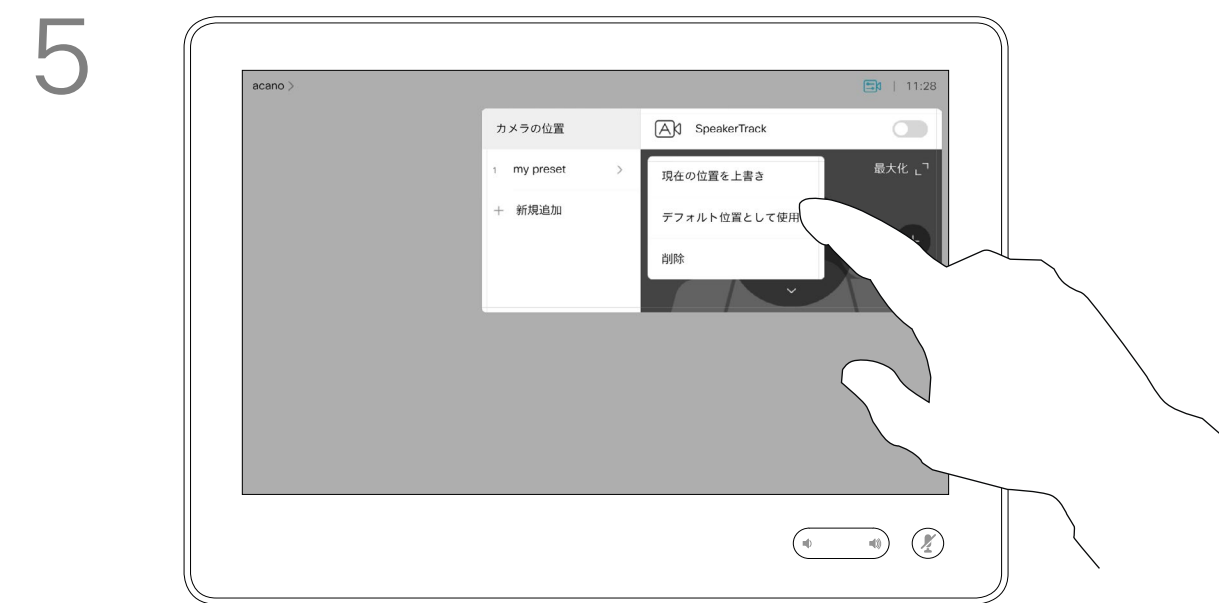 5
acano >
11:28
カメラの位置
SpeakerTrack
1 my preset >
最大化
現在の位置を上書き
+ 新規追加
デフォルト位置として使用
削除